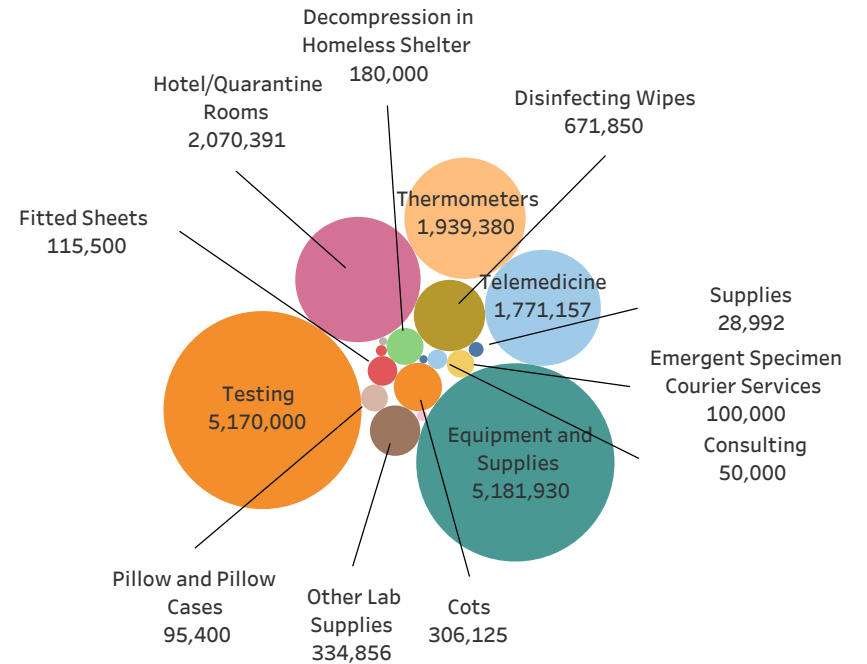 Decompression in
Homeless Shelter
180,000
Hotel/Quarantine
Rooms
2,070,391
Disinfecting Wipes
671,850
Thermometers
1,939,380
Fitted Sheets
115,500
Telemedicine
1,771,157
Supplies
28,992
Emergent Specimen
Courier Services
100,000
Testing
5,170,000
Equipment and
Supplies
5,181,930
Consulting
50,000
Pillow and Pillow
Cases
95,400
Other Lab
Supplies
334,856
Cots
306,125